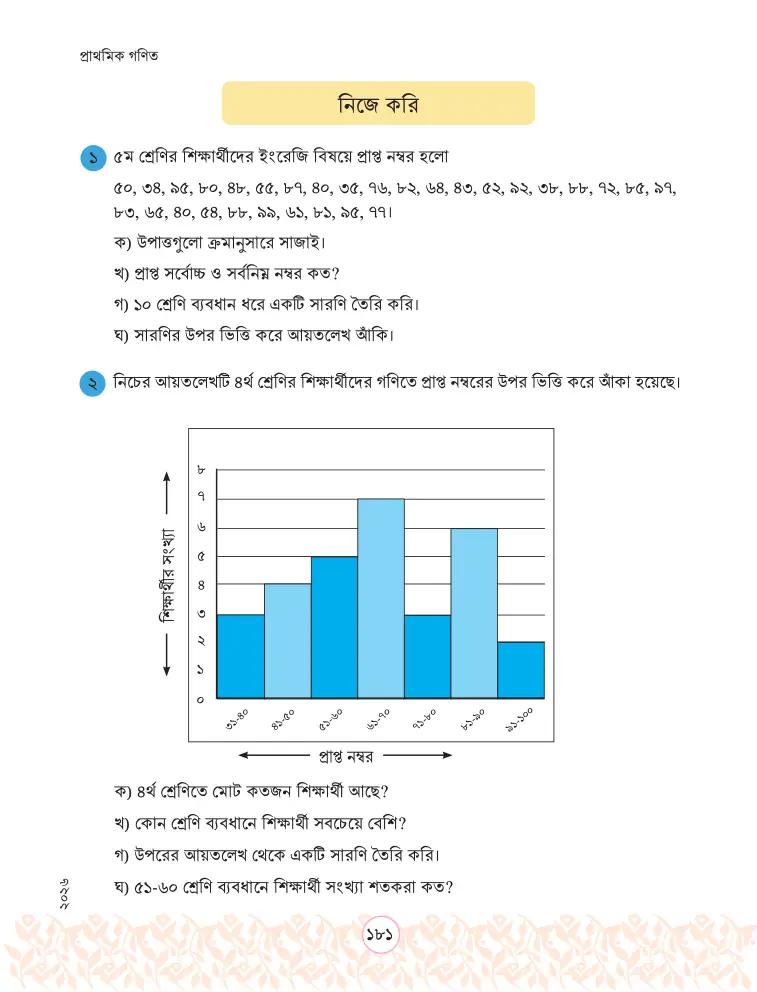 প্রাথমিক গণিত
নিজে করি
১ ৫ম শ্রেণির শিক্ষার্থীদের ইংরেজি বিষয়ে প্রাপ্ত নম্বর হলো
৫০, ৩৪, ৯৫, ৮০, ৪৮, ৫৫, ৮৭, ৪০, ৩৫, ৭৬, ৮২, ৬৪, ৪৩, ৫২, ৯২, ৩৮, ৮৮, ৭২, ৮৫, ৯৭,
৮৩, ৬৫, ৪০, ৫৪, ৮৮, ৯৯, ৬১, ৮১, ৯৫, ৭৭।
ক) উপাত্তগুলো ক্রমানুসারে সাজাই।
খ) প্রাপ্ত সর্বোচ্চ ও সর্বনিম্ন নম্বর কত?
গ) ১০ শ্রেণি ব্যবধান ধরে একটি সারণি তৈরি করি।
ঘ) সারণির উপর ভিত্তি করে আয়তলেখ আঁকি।
২ নিচের আয়তলেখটি ৪র্থ শ্রেণির শিক্ষার্থীদের গণিতে প্রাপ্ত নম্বরের উপর ভিত্তি করে আঁকা হয়েছে।
শিক্ষার্থীর সংখ্যা
৮
৭
৬
৫
৪
৩
২
১
০
৩১-৪০ ৪১-৫০ ৫১-৬০ ৬১-৭০ ৭১-৮০ ৮১-৯০ ৯১-১০০
প্রাপ্ত নম্বর
ক) ৪র্থ শ্রেণিতে মোট কতজন শিক্ষার্থী আছে?
খ) কোন শ্রেণি ব্যবধানে শিক্ষার্থী সবচেয়ে বেশি?
গ) উপরের আয়তলেখ থেকে একটি সারণি তৈরি করি।
ঘ) ৫১-৬০ শ্রেণি ব্যবধানে শিক্ষার্থী সংখ্যা শতকরা কত?
২০২৬
১৮১